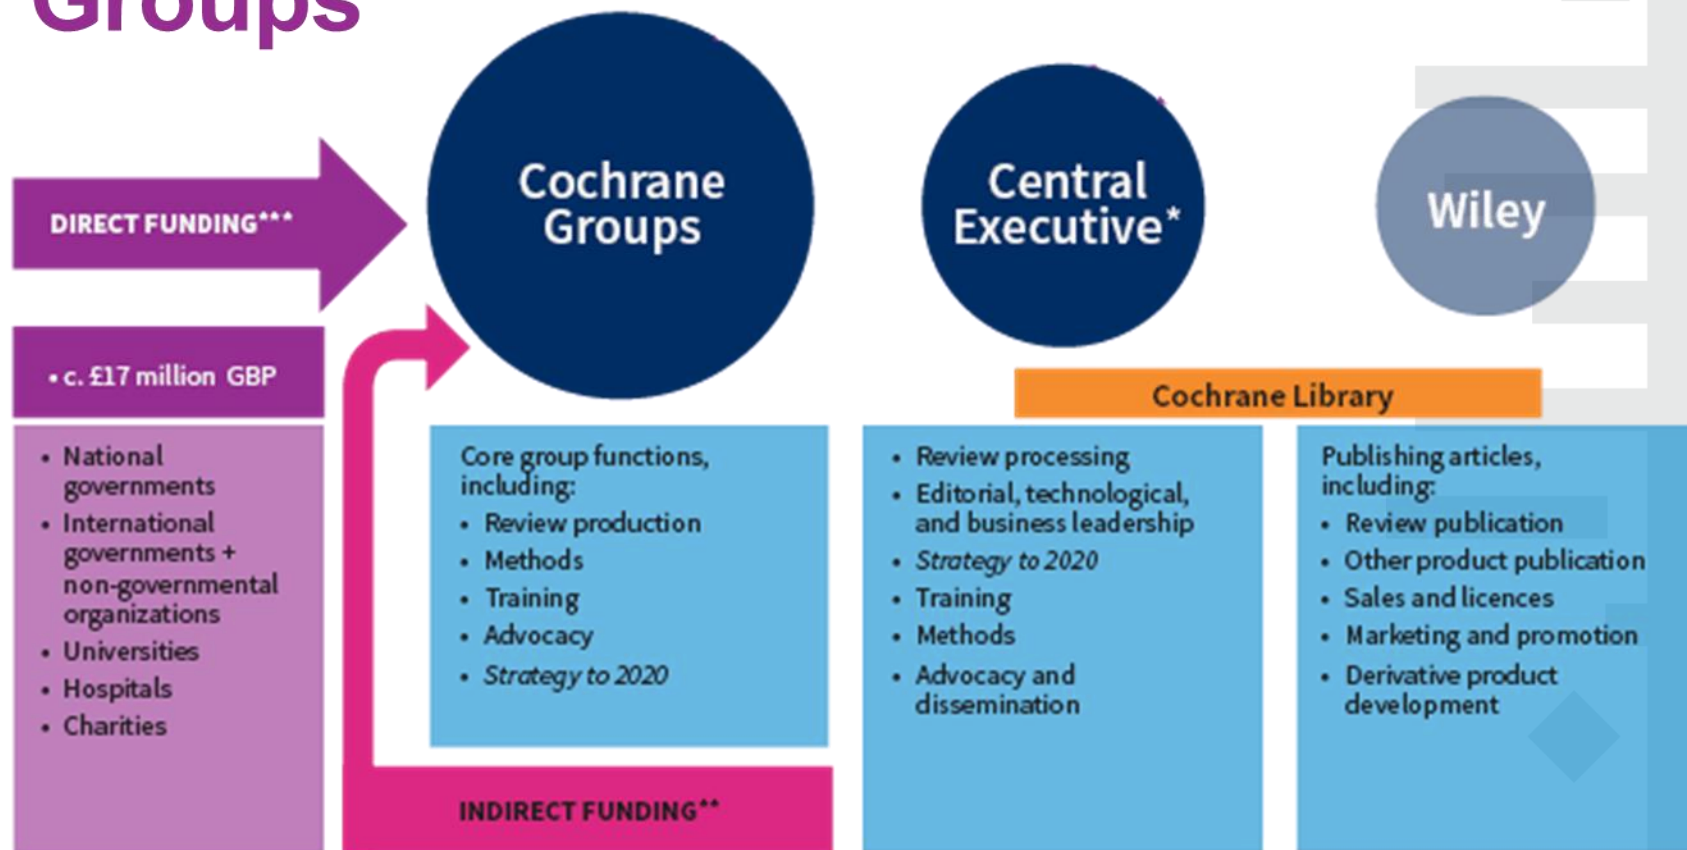 Groups
Cochrane
Groups
Central
Executive*
Wiley
DIRECT FUNDING***
• c. £17 million GBP
Cochrane Library
• National
governments
• International
governments +
non-governmental
organizations
• Universities
• Hospitals
• Charities
Core group functions,
including:
• Review production
• Methods
• Training
• Advocacy
• Strategy to 2020
INDIRECT FUNDING**
• Review processing
• Editorial, technological,
and business leadership
• Strategy to 2020
• Training
• Methods
• Advocacy and
dissemination
Publishing articles,
including:
• Review publication
• Other product publication
• Sales and licences
• Marketing and promotion
• Derivative product
development